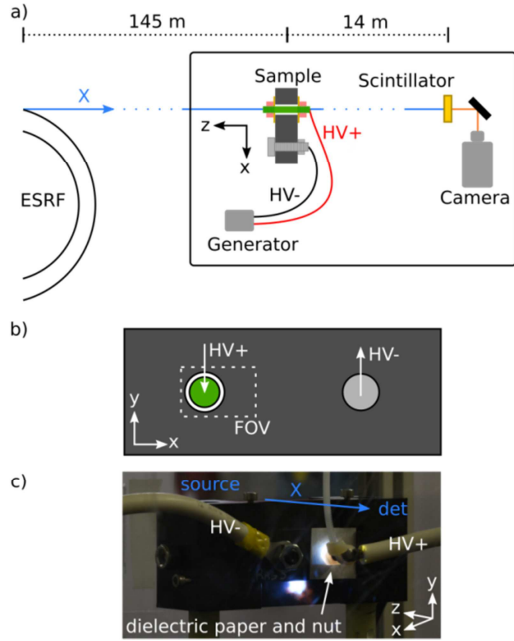 a)
145 m
14 m
X
Sample
Scintillator
z
x
HV+
HV-
ESRF
Generator
Camera
b)
HV+
HV-
y
x
FOV
c)
source
X
det
HV-
HV+
y
z
x
dielectric paper and nut